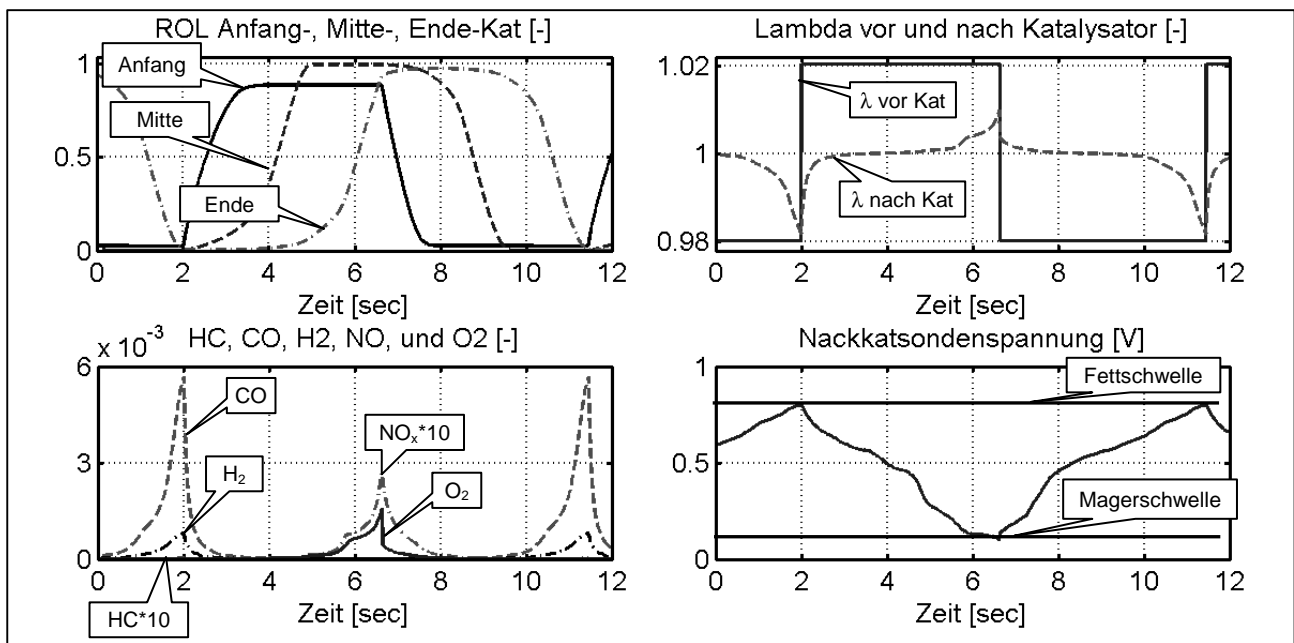 ROL Anfang-, Mitte-, Ende-Kat [-]
1
0.5
0
Anfang
Mitte
Ende
0 2 4 6 8 10 12
Zeit [sec]
Lambda vor und nach Katalysator [-]
1.02
1
0.98
λ vor Kat
λ nach Kat
0 2 4 6 8 10 12
Zeit [sec]
HC, CO, H2, NO, und O2 [-]
x 10⁻³
6
3
0
CO
H₂
NOₓ*10
O₂
HC*10
0 2 4 6 8 10 12
Zeit [sec]
Nackkatsondenspannung [V]
1
0.5
0
Fettschwelle
Magerschwelle
0 2 4 6 8 10 12
Zeit [sec]